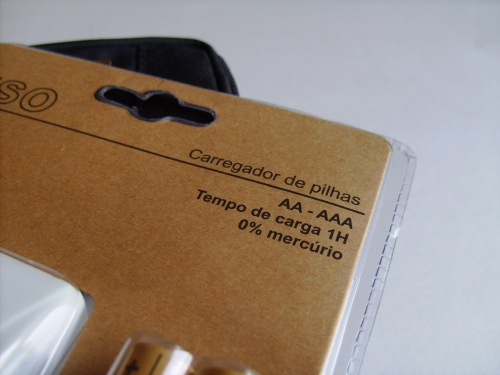 Carregador de pilhas
AA - AAA
Tempo de carga 1H
0% mercúrio